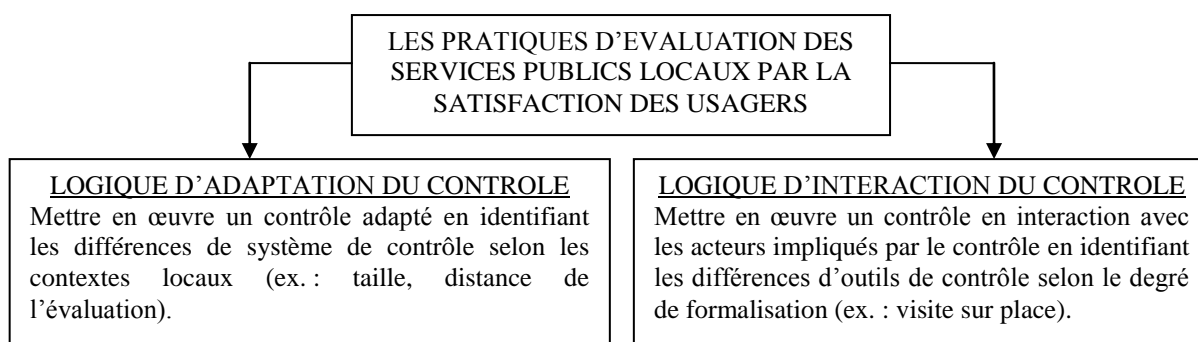 LES PRATIQUES D'EVALUATION DES
SERVICES PUBLICS LOCAUX PAR LA
SATISFACTION DES USAGERS
LOGIQUE D'ADAPTATION DU CONTROLE
Mettre en œuvre un contrôle adapté en identifiant
les différences de système de contrôle selon les
contextes locaux (ex. : taille, distance de
l'évaluation).
LOGIQUE D'INTERACTION DU CONTROLE
Mettre en œuvre un contrôle en interaction avec
les acteurs impliqués par le contrôle en identifiant
les différences d'outils de contrôle selon le degré
de formalisation (ex. : visite sur place).